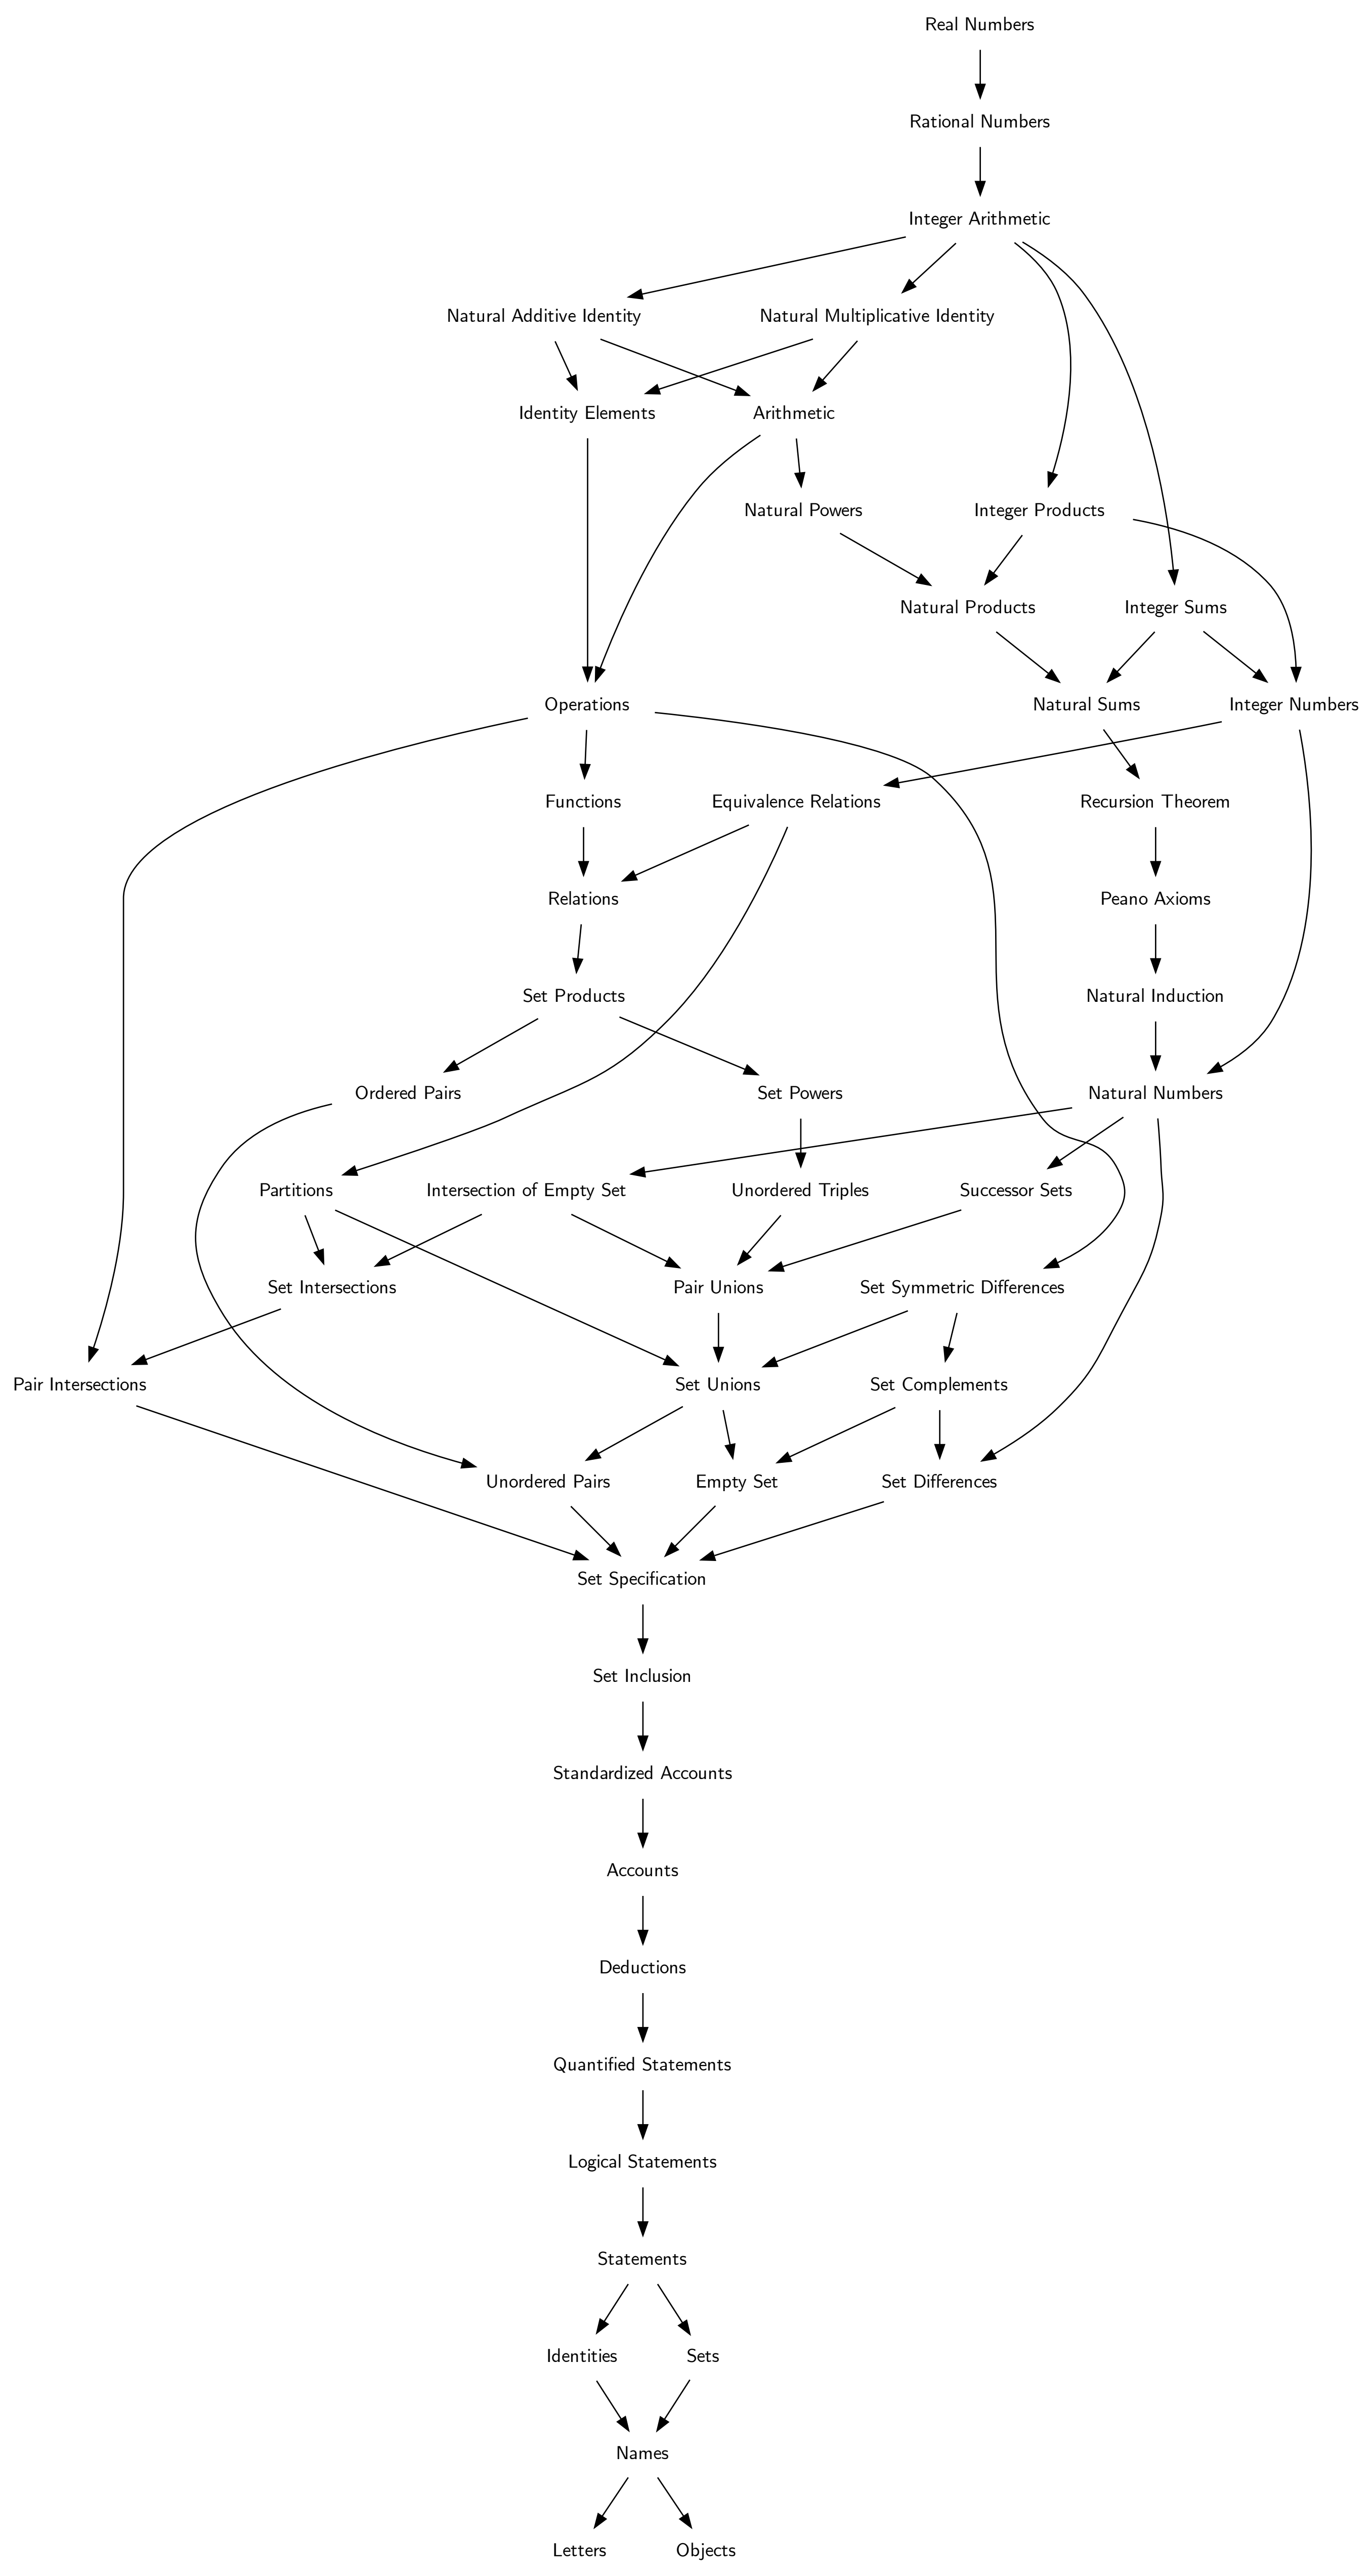 Real Numbers
Rational Numbers
Integer Arithmetic
Natural Additive Identity
Natural Multiplicative Identity
Identity Elements
Arithmetic
Natural Powers
Integer Products
Natural Products
Integer Sums
Operations
Natural Sums
Integer Numbers
Functions
Equivalence Relations
Recursion Theorem
Relations
Peano Axioms
Set Products
Natural Induction
Ordered Pairs
Set Powers
Natural Numbers
Partitions
Intersection of Empty Set
Unordered Triples
Successor Sets
Set Intersections
Pair Unions
Set Symmetric Differences
Pair Intersections
Set Unions
Set Complements
Unordered Pairs
Empty Set
Set Differences
Set Specification
Set Inclusion
Standardized Accounts
Accounts
Deductions
Quantified Statements
Logical Statements
Statements
Identities
Sets
Names
Letters
Objects